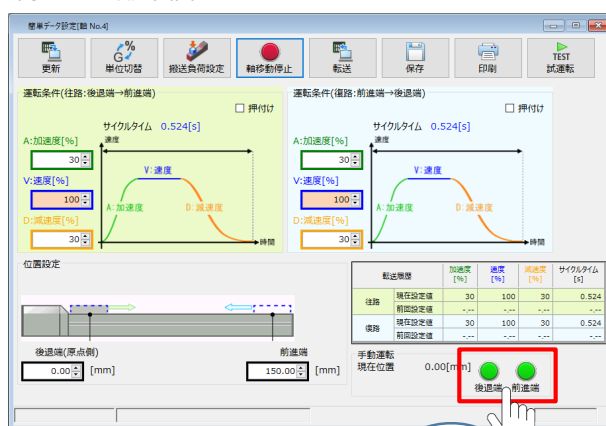 簡単データ設定[軸 No.4]
更新
単位切替
搬送負荷設定
軸移動停止
転送
保存
印刷
TEST
試運転
運転条件(往路:後退端→前進端)
押付け
サイクルタイム 0.524[s]
A:加速度[%]
30
V:速度[%]
100
D:減速度[%]
30
速度
V:速度
A:加速度
D:減速度
時間
運転条件(復路:前進端→後退端)
押付け
サイクルタイム 0.524[s]
A:加速度[%]
30
V:速度[%]
100
D:減速度[%]
30
速度
V:速度
A:加速度
D:減速度
時間
位置設定
後退端(原点側)
0.00 [mm]
前進端
150.00 [mm]
転送履歴 加速度[%] 速度[%] 減速度[%] サイクルタイム[s]
往路 現在設定値 30 100 30 0.524
前回設定値 -.-- -.-- -.-- -.--
復路 現在設定値 30 100 30 0.524
前回設定値 -.-- -.-- -.-- -.--
手動運転
現在位置 0.00[mm]
後退端 前進端